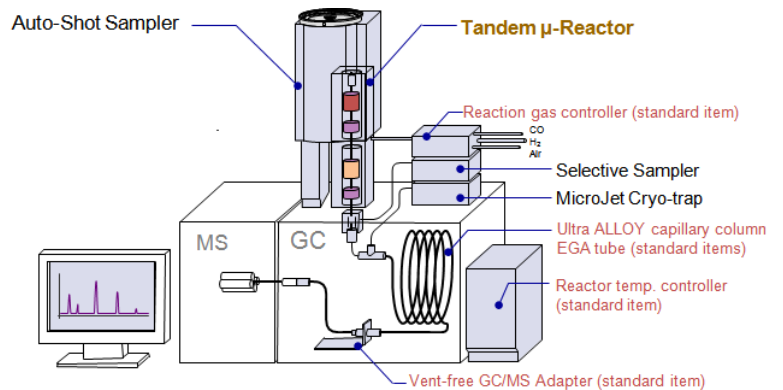 Auto-Shot Sampler
Tandem µ-Reactor
Reaction gas controller (standard item)
CO
H₂
Air
Selective Sampler
MicroJet Cryo-trap
MS
GC
Ultra ALLOY capillary column
EGA tube (standard items)
Reactor temp. controller
(standard item)
Vent-free GC/MS Adapter (standard item)